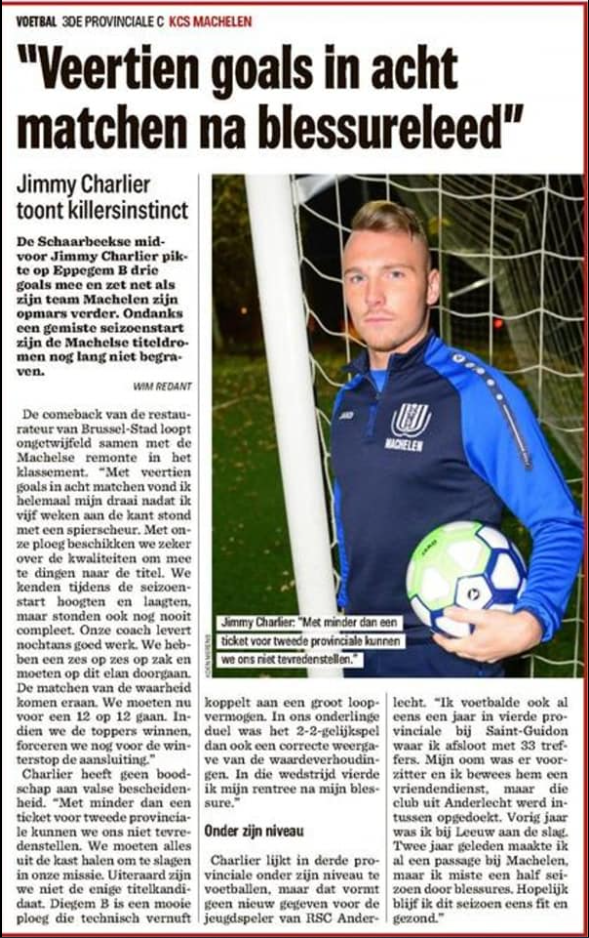 VOETBAL 3DE PROVINCIALE C KCS MACHELEN
"Veertien goals in acht
matchen na blessureleed"
Jimmy Charlier
toont killersinstinct
De Schaarbeekse mid-
voor Jimmy Charlier pik-
te op Eppegem B drie
goals mee en zet net als
zijn team Machelen zijn
opmars verder. Ondanks
een gemiste seizoenstart
zijn de Machelse titeldro-
men nog lang niet begra-
ven.
WIM REDANT
De comeback van de restau-
rateur van Brussel-Stad loopt
ongetwijfeld samen met de
Machelse remonte in het
klassement. "Met veertien
goals in acht matchen vond ik
helemaal mijn draai nadat ik
vijf weken aan de kant stond
met een spierscheur. Met on-
ze ploeg beschikken we zeker
over de kwaliteiten om mee
te dingen naar de titel. We
kenden tijdens de seizoen-
start hoogten en laagten,
maar stonden ook nog nooit
compleet. Onze coach levert
nochtans goed werk. We heb-
ben een zes op zes op zak en
moeten op dit elan doorgaan.
De matchen van de waarheid
komen eraan. We moeten nu
voor een 12 op 12 gaan. In-
dien we de toppers winnen,
forceren we nog voor de win-
terstop de aansluiting."
Charlier heeft geen bood-
schap aan valse bescheiden-
heid. "Met minder dan een
ticket voor tweede provincia-
le kunnen we ons niet tevre-
denstellen. We moeten alles
uit de kast halen om te slagen
in onze missie. Uiteraard zijn
we niet de enige titelkandi-
daat. Diegem B is een mooie
ploeg die technisch vernuft
JAKO
MACHELEN
JAKO
Jimmy Charlier: "Met minder dan een
ticket voor tweede provinciale kunnen
we ons niet tevredenstellen."
KOEN MERENS
koppelt aan een groot loop-
vermogen. In ons onderlinge
duel was het 2-2-gelijkspel
dan ook een correcte weerga-
ve van de waardeverhoudin-
gen. In die wedstrijd vierde
ik mijn rentree na mijn bles-
sure."
Onder zijn niveau
Charlier lijkt in derde pro-
vinciale onder zijn niveau te
voetballen, maar dat vormt
geen nieuw gegeven voor de
jeugdspeler van RSC Ander-
lecht. "Ik voetbalde ook al
eens een jaar in vierde pro-
vinciale bij Saint-Guidon
waar ik afsloot met 33 tref-
fers. Mijn oom was er voor-
zitter en ik bewees hem een
vriendendienst, maar die
club uit Anderlecht werd in-
tussen opgedoekt. Vorig jaar
was ik bij Leeuw aan de slag.
Twee jaar geleden maakte ik
al een passage bij Machelen,
maar ik miste een half sei-
zoen door blessures. Hopelijk
blijf ik dit seizoen eens fit en
gezond."